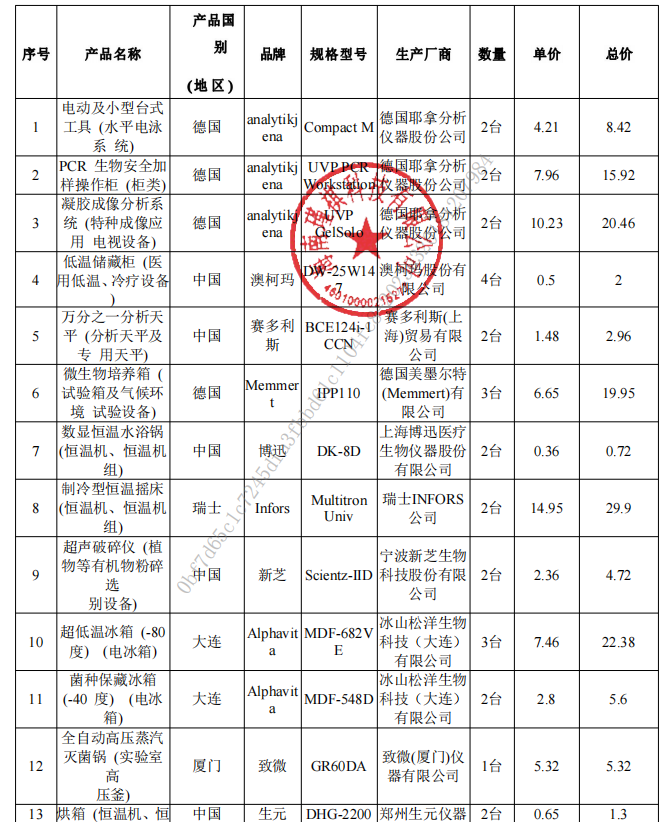 序号 产品名称 产品国别 (地区) 品牌 规格型号 生产厂商 数量 单价 总价
1 电动及小型台式工具 (水平电泳系 统) 德国 analytikjena Compact M 德国耶拿分析仪器股份公司 2台 4.21 8.42
2 PCR 生物安全加样操作柜 (柜类) 德国 analytikjena UVP PCR Workstation 德国耶拿分析仪器股份公司 2台 7.96 15.92
3 凝胶成像分析系统 (特种成像应用 电视设备) 德国 analytikjena UVP GelSolo 德国耶拿分析仪器股份公司 2台 10.23 20.46
4 低温储藏柜 (医用低温、冷疗设备) 中国 澳柯玛 DW-25W147 澳柯玛股份有限公司 4台 0.5 2
5 万分之一分析天平 (分析天平及专 用天平) 中国 赛多利斯 BCE124i-1CCN 赛多利斯(上海)贸易有限公司 2台 1.48 2.96
6 微生物培养箱 (试验箱及气候环境 试验设备) 德国 Memmert IPP110 德国美墨尔特(Memmert)有限公司 3台 6.65 19.95
7 数显恒温水浴锅 (恒温机、恒温机组) 中国 博迅 DK-8D 上海博迅医疗生物仪器股份有限公司 2台 0.36 0.72
8 制冷型恒温摇床 (恒温机、恒温机组) 瑞士 Infors Multitron Univ 瑞士INFORS公司 2台 14.95 29.9
9 超声破碎仪 (植物等有机物粉碎选别设备) 中国 新芝 Scientz-IID 宁波新芝生物科技股份有限公司 2台 2.36 4.72
10 超低温冰箱 (-80度) (电冰箱) 大连 Alphavita MDF-682VE 冰山松洋生物科技（大连）有限公司 3台 7.46 22.38
11 菌种保藏冰箱 (-40 度) (电冰箱) 大连 Alphavita MDF-548D 冰山松洋生物科技（大连）有限公司 2台 2.8 5.6
12 全自动高压蒸汽灭菌锅 (实验室高压釜) 厦门 致微 GR60DA 致微(厦门)仪器有限公司 1台 5.32 5.32
13 烘箱 (恒温机、恒 中国 生元 DHG-2200 郑州生元仪器 2台 0.65 1.3